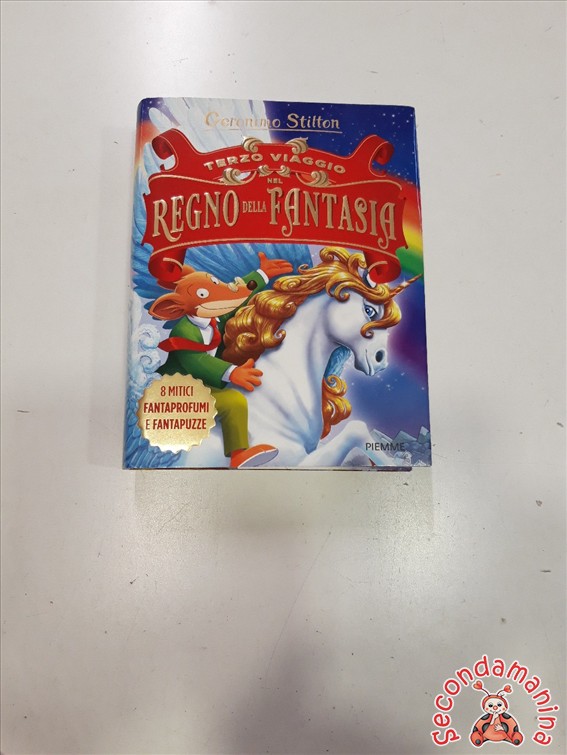 Geronimo Stilton
TERZO VIAGGIO
NEL
REGNO DELLA FANTASIA
8 MITICI
FANTAPROFUMI
E FANTAPUZZE
PIEMME
Secondamanina